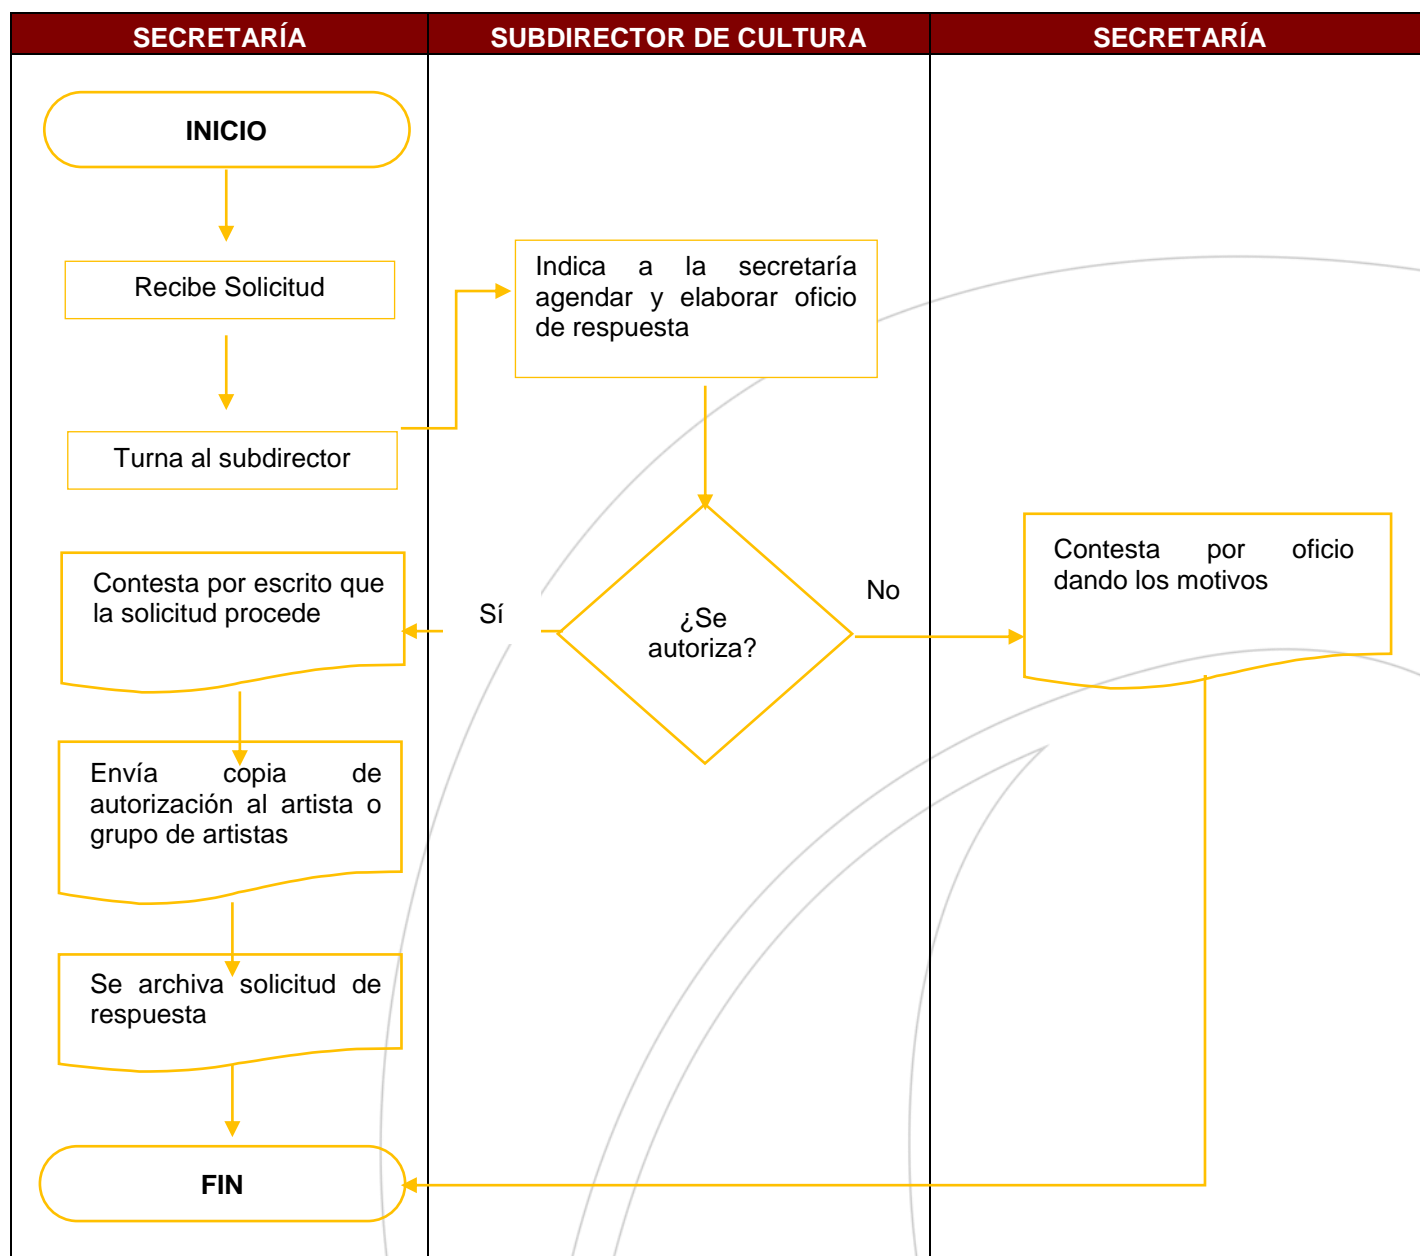 SECRETARÍA
SUBDIRECTOR DE CULTURA
SECRETARÍA
INICIO
Recibe Solicitud
Turna al subdirector
Indica a la secretaría
agendar y elaborar oficio
de respuesta
¿Se
autoriza?
Sí
No
Contesta por escrito que
la solicitud procede
Envía copia de
autorización al artista o
grupo de artistas
Se archiva solicitud de
respuesta
Contesta por oficio
dando los motivos
FIN